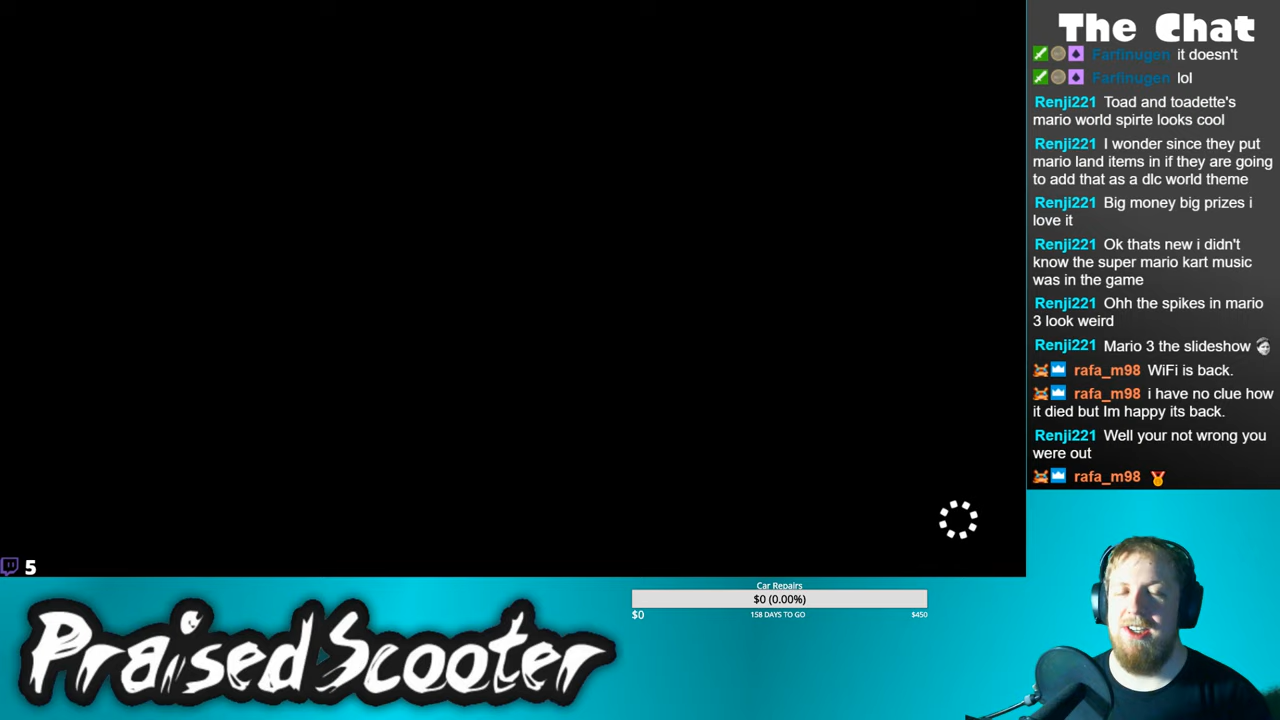 The Chat
Farfinugen it doesn't
Farfinugen lol
Renji221 Toad and toadette's
mario world spirte looks cool
Renji221 I wonder since they put
mario land items in if they are going
to add that as a dlc world theme
Renji221 Big money big prizes i
love it
Renji221 Ok thats new i didn't
know the super mario kart music
was in the game
Renji221 Ohh the spikes in mario
3 look weird
Renji221 Mario 3 the slideshow
rafa_m98 WiFi is back.
rafa_m98 i have no clue how
it died but Im happy its back.
Renji221 Well your not wrong you
were out
rafa_m98
5
Car Repairs
$0 (0.00%)
$0 158 DAYS TO GO $450
PraisedScooter